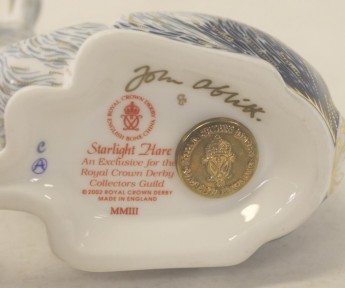 John Ablitt.
ROYAL CROWN DERBY
ENGLISH BONE CHINA
Starlight Hare
An Exclusive for the
Royal Crown Derby
Collectors Guild
© 2002 ROYAL CROWN DERBY
MADE IN ENGLAND
MMIII
C
A